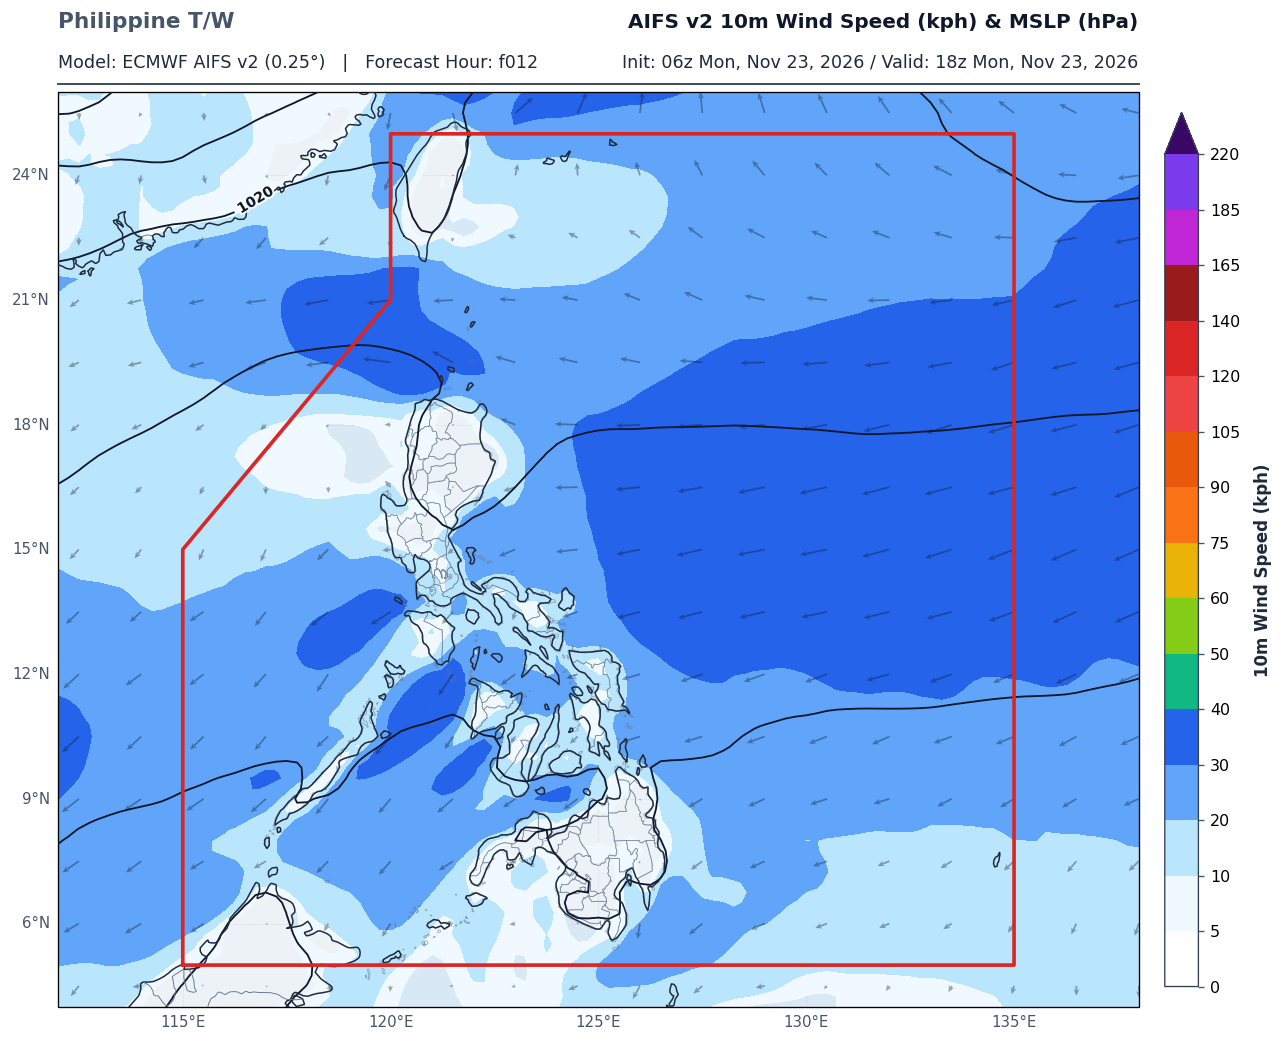 Philippine T/W
AIFS v2 10m Wind Speed (kph) & MSLP (hPa)
Model: ECMWF AIFS v2 (0.25°) | Forecast Hour: f012
Init: 06z Mon, Nov 23, 2026 / Valid: 18z Mon, Nov 23, 2026
24°N
21°N
18°N
15°N
12°N
9°N
6°N
1020
115°E
120°E
125°E
130°E
135°E
220
185
165
140
120
105
90
75
60
50
40
30
20
10
5
0
10m Wind Speed (kph)